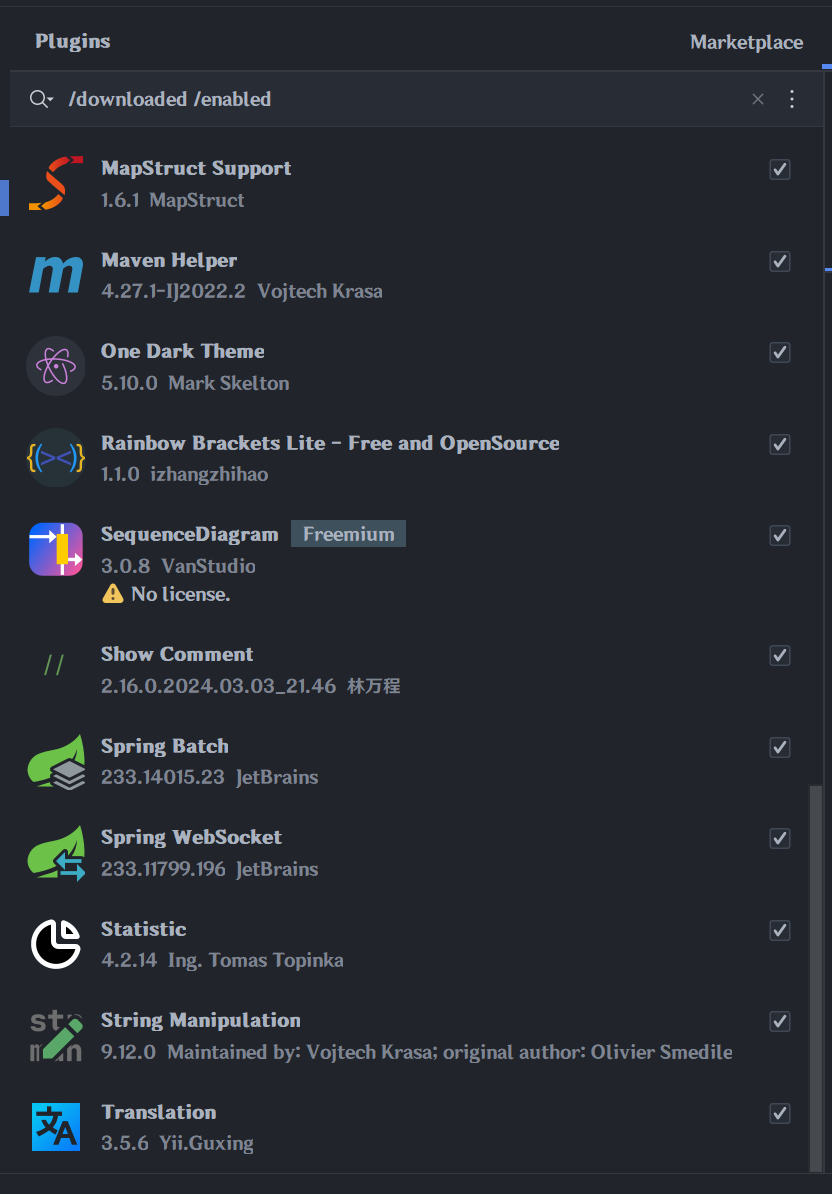 Plugins Marketplace
/downloaded /enabled
MapStruct Support
1.6.1 MapStruct
Maven Helper
4.27.1-IJ2022.2 Vojtech Krasa
One Dark Theme
5.10.0 Mark Skelton
Rainbow Brackets Lite - Free and OpenSource
1.1.0 izhangzhihao
SequenceDiagram Freemium
3.0.8 VanStudio
No license.
//
Show Comment
2.16.0.2024.03.03_21.46 林万程
Spring Batch
233.14015.23 JetBrains
Spring WebSocket
233.11799.196 JetBrains
Statistic
4.2.14 Ing. Tomas Topinka
String Manipulation
9.12.0 Maintained by: Vojtech Krasa; original author: Olivier Smedile
Translation
3.5.6 Yii.Guxing